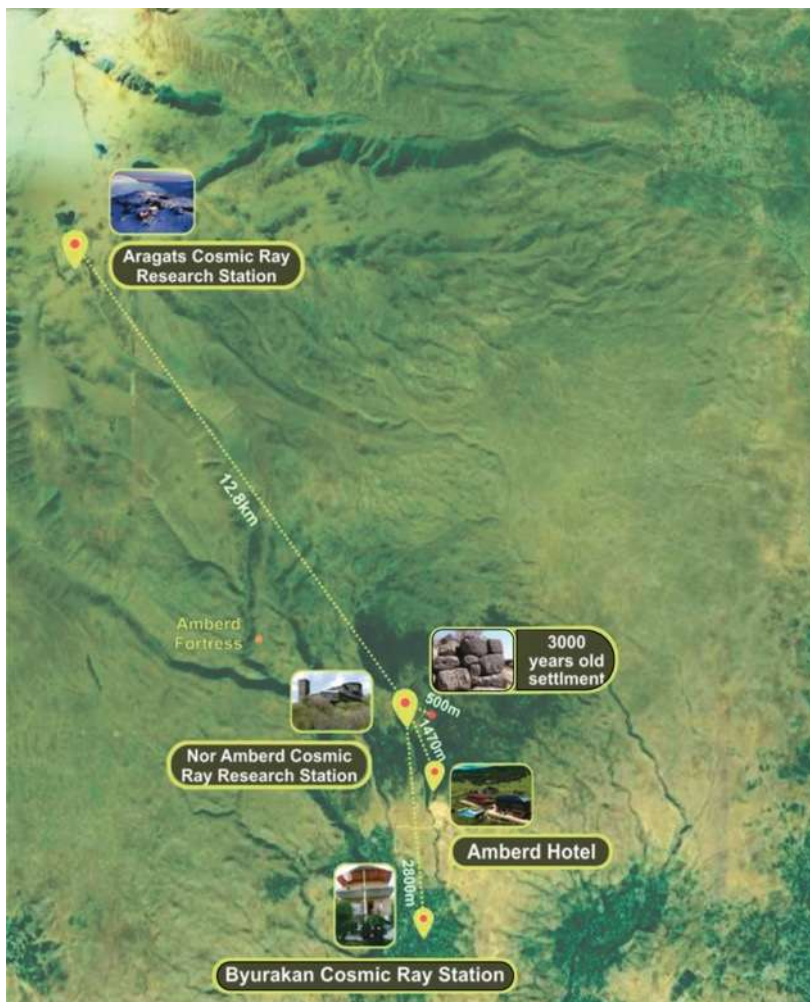 Aragats Cosmic Ray
Research Station
12.8km
Amberd
Fortress
3000
years old
settlment
500m
1470m
Nor Amberd Cosmic
Ray Research Station
Amberd Hotel
2800m
Byurakan Cosmic Ray Station